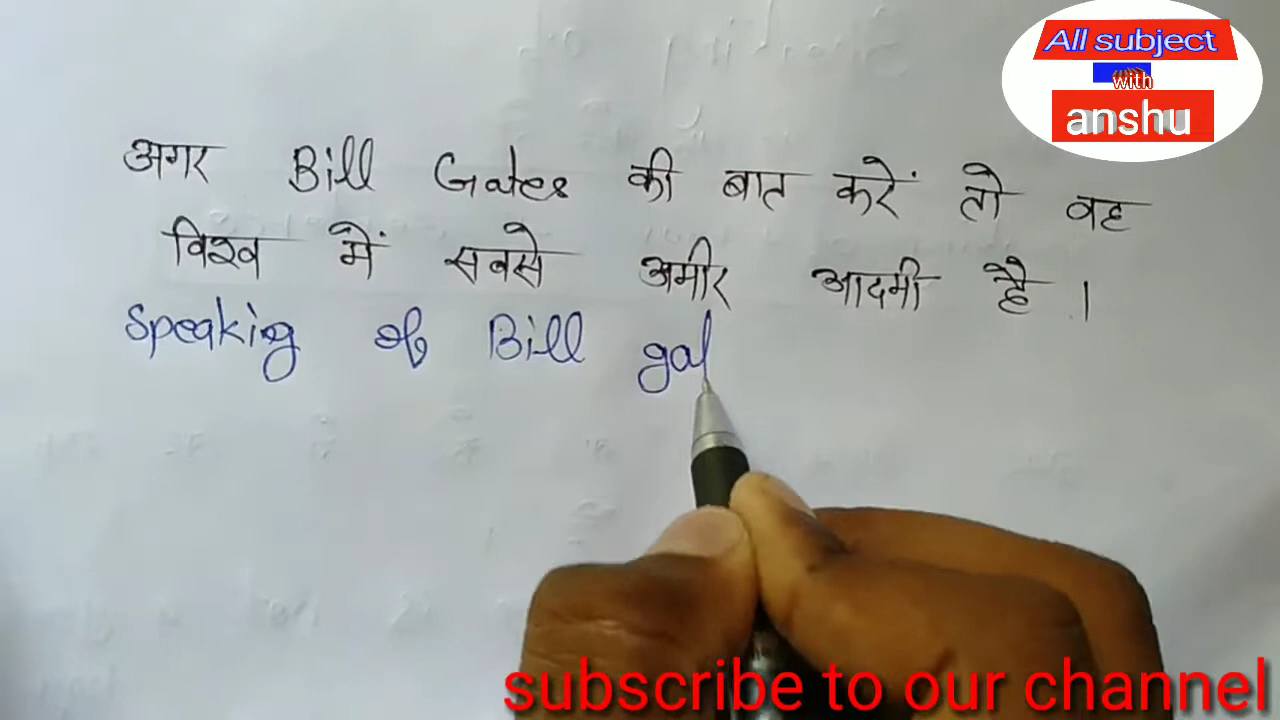 All subject
with
anshu
अगर Bill Gates की बात करें तो वह
विश्व में सबसे अमीर आदमी है ।
Speaking of Bill gat
subscribe to our channel